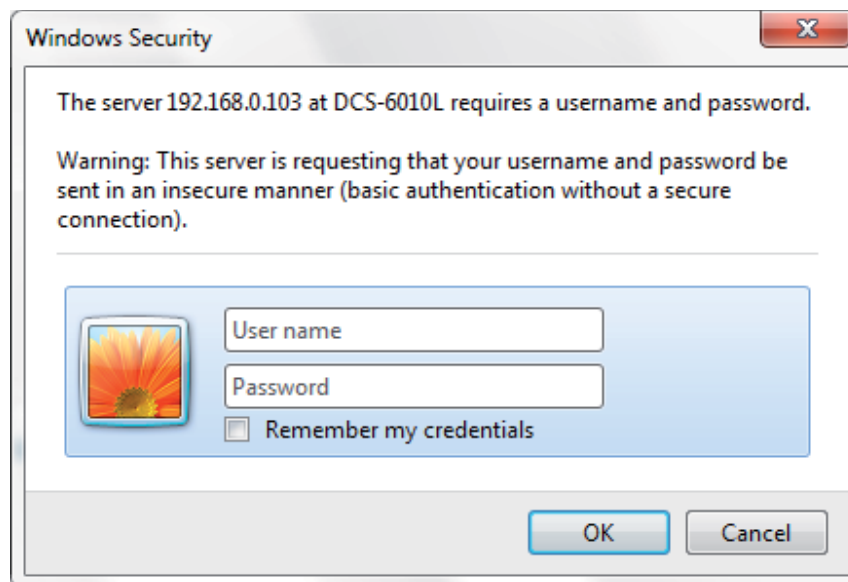 Windows Security
The server 192.168.0.103 at DCS-6010L requires a username and password.
Warning: This server is requesting that your username and password be
sent in an insecure manner (basic authentication without a secure
connection).
User name
Password
Remember my credentials
OK
Cancel